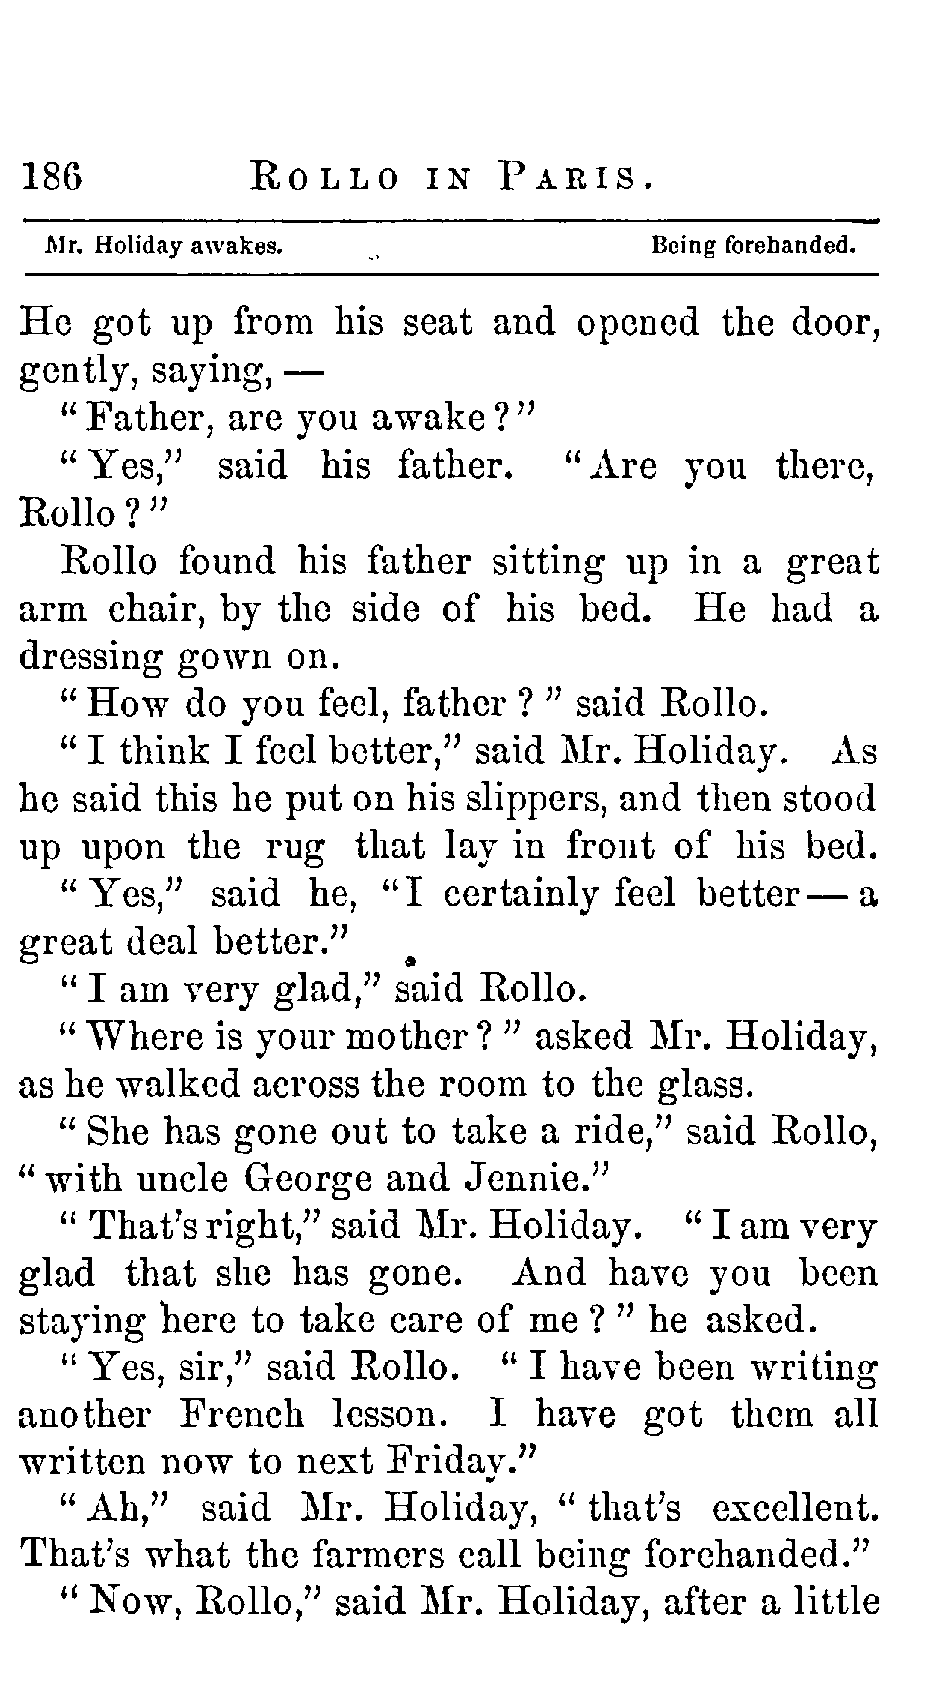 186 ROLLO IN PARIS.
Mr. Holiday awakes. Being forehanded.
He got up from his seat and opened the door,
gently, saying, —
“Father, are you awake?”
“Yes,” said his father. “Are you there,
Rollo?”
Rollo found his father sitting up in a great
arm chair, by the side of his bed. He had a
dressing gown on.
“How do you feel, father?” said Rollo.
“I think I feel better,” said Mr. Holiday. As
he said this he put on his slippers, and then stood
up upon the rug that lay in front of his bed.
“Yes,” said he, “I certainly feel better — a
great deal better.”
“I am very glad,” said Rollo.
“Where is your mother?” asked Mr. Holiday,
as he walked across the room to the glass.
“She has gone out to take a ride,” said Rollo,
“with uncle George and Jennie.”
“That’s right,” said Mr. Holiday. “I am very
glad that she has gone. And have you been
staying here to take care of me?” he asked.
“Yes, sir,” said Rollo. “I have been writing
another French lesson. I have got them all
written now to next Friday.”
“Ah,” said Mr. Holiday, “that’s excellent.
That’s what the farmers call being forehanded.”
“Now, Rollo,” said Mr. Holiday, after a little